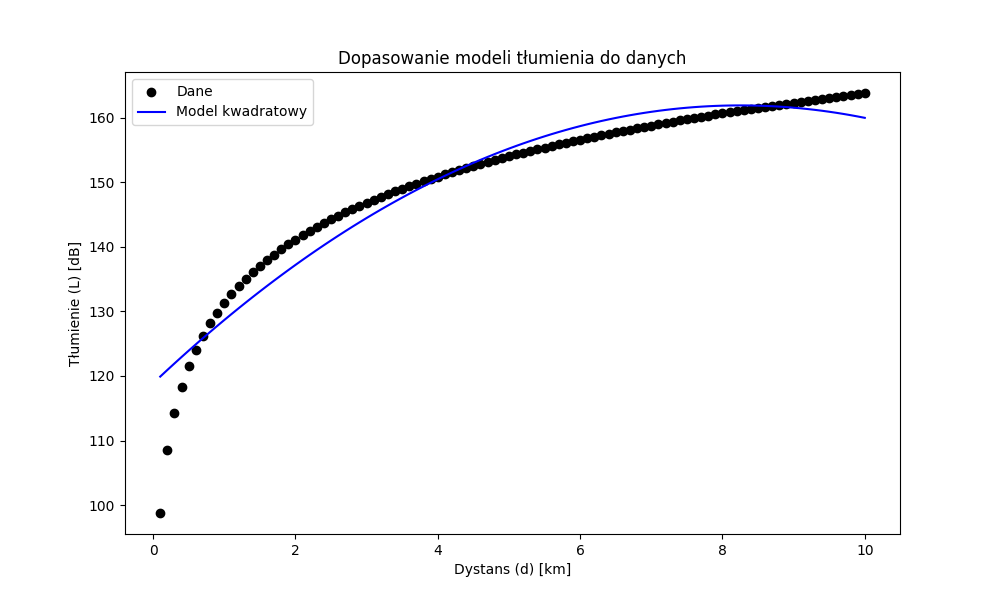 Dopasowanie modeli tłumienia do danych
Dane
Model kwadratowy
Tłumienie (L) [dB]
160
150
140
130
120
110
100
0
2
4
6
8
10
Dystans (d) [km]